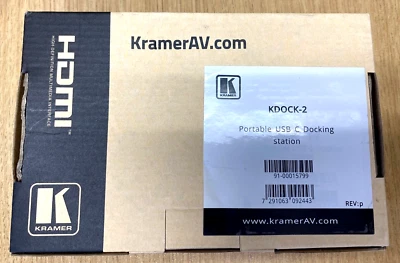 HDMI
HIGH-DEFINITION MULTIMEDIA INTERFACE
KramerAV.com
K
KRAMER
K
KRAMER
KDOCK-2
Portable USB C Docking
station
91-00015799
7 291063 092443
REV:p
www.kramerAV.com